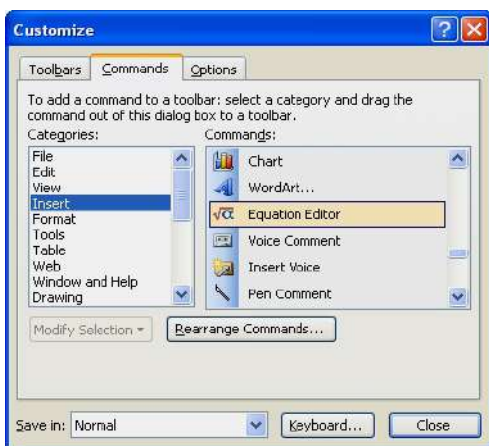 Customize
Toolbars Commands Options
To add a command to a toolbar: select a category and drag the
command out of this dialog box to a toolbar.
Categories: Commands:
File
Edit
View
Insert
Format
Tools
Table
Web
Window and Help
Drawing
Chart
WordArt...
√α Equation Editor
Voice Comment
Insert Voice
Pen Comment
Modify Selection Rearrange Commands...
Save in: Normal Keyboard... Close